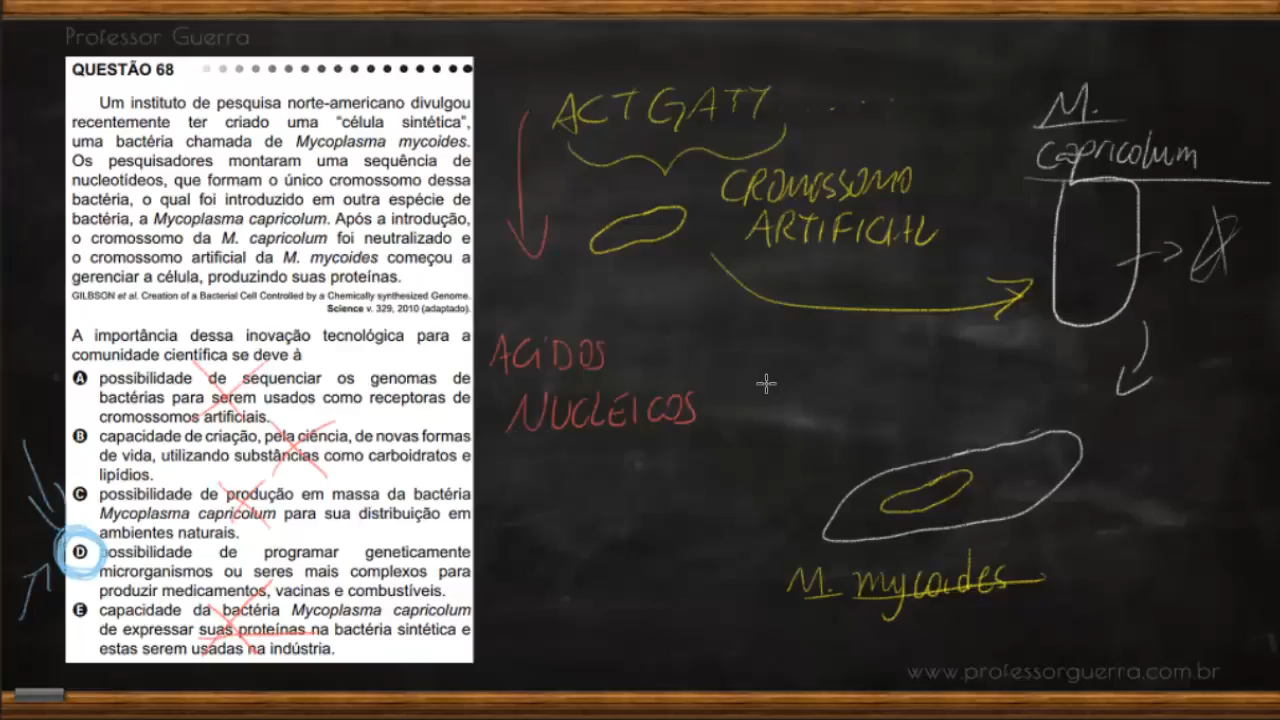 Professor Guerra
QUESTÃO 68
Um instituto de pesquisa norte-americano divulgou
recentemente ter criado uma “célula sintética”,
uma bactéria chamada de Mycoplasma mycoides.
Os pesquisadores montaram uma sequência de
nucleotídeos, que formam o único cromossomo dessa
bactéria, o qual foi introduzido em outra espécie de
bactéria, a Mycoplasma capricolum. Após a introdução,
o cromossomo da M. capricolum foi neutralizado e
o cromossomo artificial da M. mycoides começou a
gerenciar a célula, produzindo suas proteínas.
GILBSON et al. Creation of a Bacterial Cell Controlled by a Chemically synthesized Genome.
Science v. 329, 2010 (adaptado).
A importância dessa inovação tecnológica para a
comunidade científica se deve à
A possibilidade de sequenciar os genomas de
bactérias para serem usados como receptoras de
cromossomos artificiais.
B capacidade de criação, pela ciência, de novas formas
de vida, utilizando substâncias como carboidratos e
lipídios.
C possibilidade de produção em massa da bactéria
Mycoplasma capricolum para sua distribuição em
ambientes naturais.
D possibilidade de programar geneticamente
microrganismos ou seres mais complexos para
produzir medicamentos, vacinas e combustíveis.
E capacidade da bactéria Mycoplasma capricolum
de expressar suas proteínas na bactéria sintética e
estas serem usadas na indústria.
ACTGATT . . . . .
CROMOSSOMO
ARTIFICIAL
M.
capricolum
ACIDOS
NUCLEICOS
M. mycoides
www.professorguerra.com.br